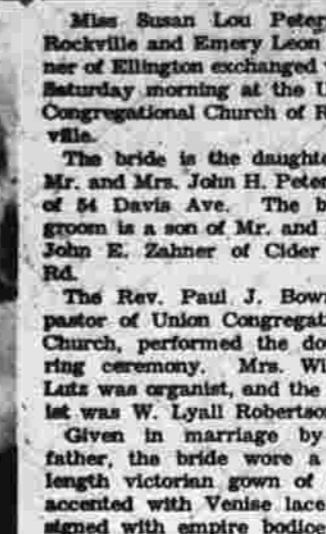 Miss Susan Lou Peter
Rockville and Emery Leon
ner of Ellington exchanged
Saturday morning at the U
Congregational Church of R
ville.
The bride is the daughte
Mr. and Mrs. John H. Peter
of 54 Davis Ave. The b
groom is a son of Mr. and
John E. Zahner of Cider
Rd.
The Rev. Paul J. Bow
pastor of Union Congregati
Church, performed the do
ring ceremony. Mrs. Wi
Lutz was organist, and the
ist was W. Lyall Robertson
Given in marriage by
father, the bride wore a
length victorian gown of
accented with Venise lace
signed with empire bodice